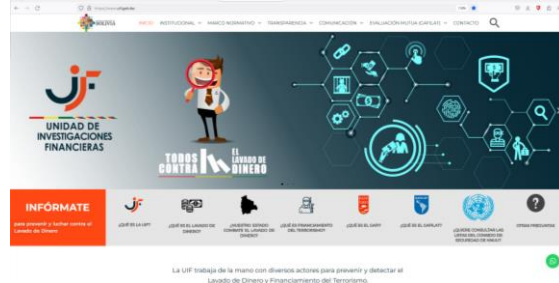 BOLIVIA
INICIO
INSTITUCIONAL
MARCO NORMATIVO
TRANSPARENCIA
COMUNICACIÓN
EVALUACIÓN MUTUA (GAFILAT)
CONTACTO
UNIDAD DE
INVESTIGACIONES
FINANCIERAS
TODOS CONTRA EL LAVADO DE DINERO
INFÓRMATE
para prevenir y luchar contra el
Lavado de Dinero
¿QUÉ ES LA UIF?
¿QUÉ ES EL LAVADO DE
DINERO?
¿NUESTRO ESTADO
COMBATE EL LAVADO DE
DINERO?
¿QUÉ ES FINANCIAMIENTO
DEL TERRORISMO?
¿QUÉ ES EL GAFI?
¿QUÉ ES EL GAFILAT?
¿QUIERE CONSULTAR LAS
LISTAS DEL CONSEJO DE
SEGURIDAD DE NNUU?
OTRAS PREGUNTAS
La UIF trabaja de la mano con diversos actores para prevenir y detectar el
Lavado de Dinero y Financiamiento del Terrorismo.